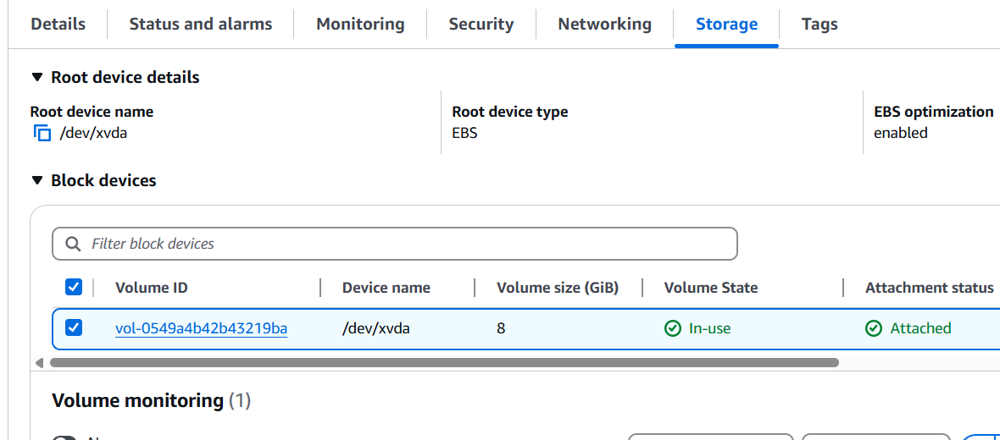 Details Status and alarms Monitoring Security Networking Storage Tags
Root device details
Root device name Root device type EBS optimization
/dev/xvda EBS enabled
Block devices
Filter block devices
Volume ID Device name Volume size (GiB) Volume State Attachment status
vol-0549a4b42b43219ba /dev/xvda 8 In-use Attached
Volume monitoring (1)